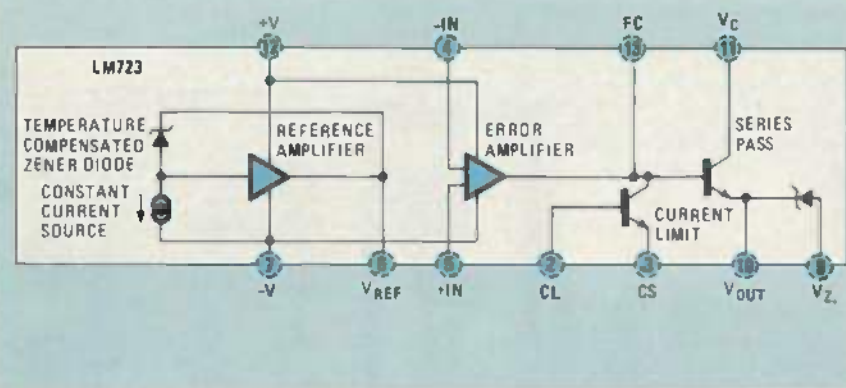 +V
-IN
FC
VC
12
4
13
11
LM723
TEMPERATURE
COMPENSATED
ZENER DIODE
CONSTANT
CURRENT
SOURCE
REFERENCE
AMPLIFIER
ERROR
AMPLIFIER
SERIES
PASS
CURRENT
LIMIT
7
5
2
3
10
9
-V
VREF
+IN
CL
CS
VOUT
VZ